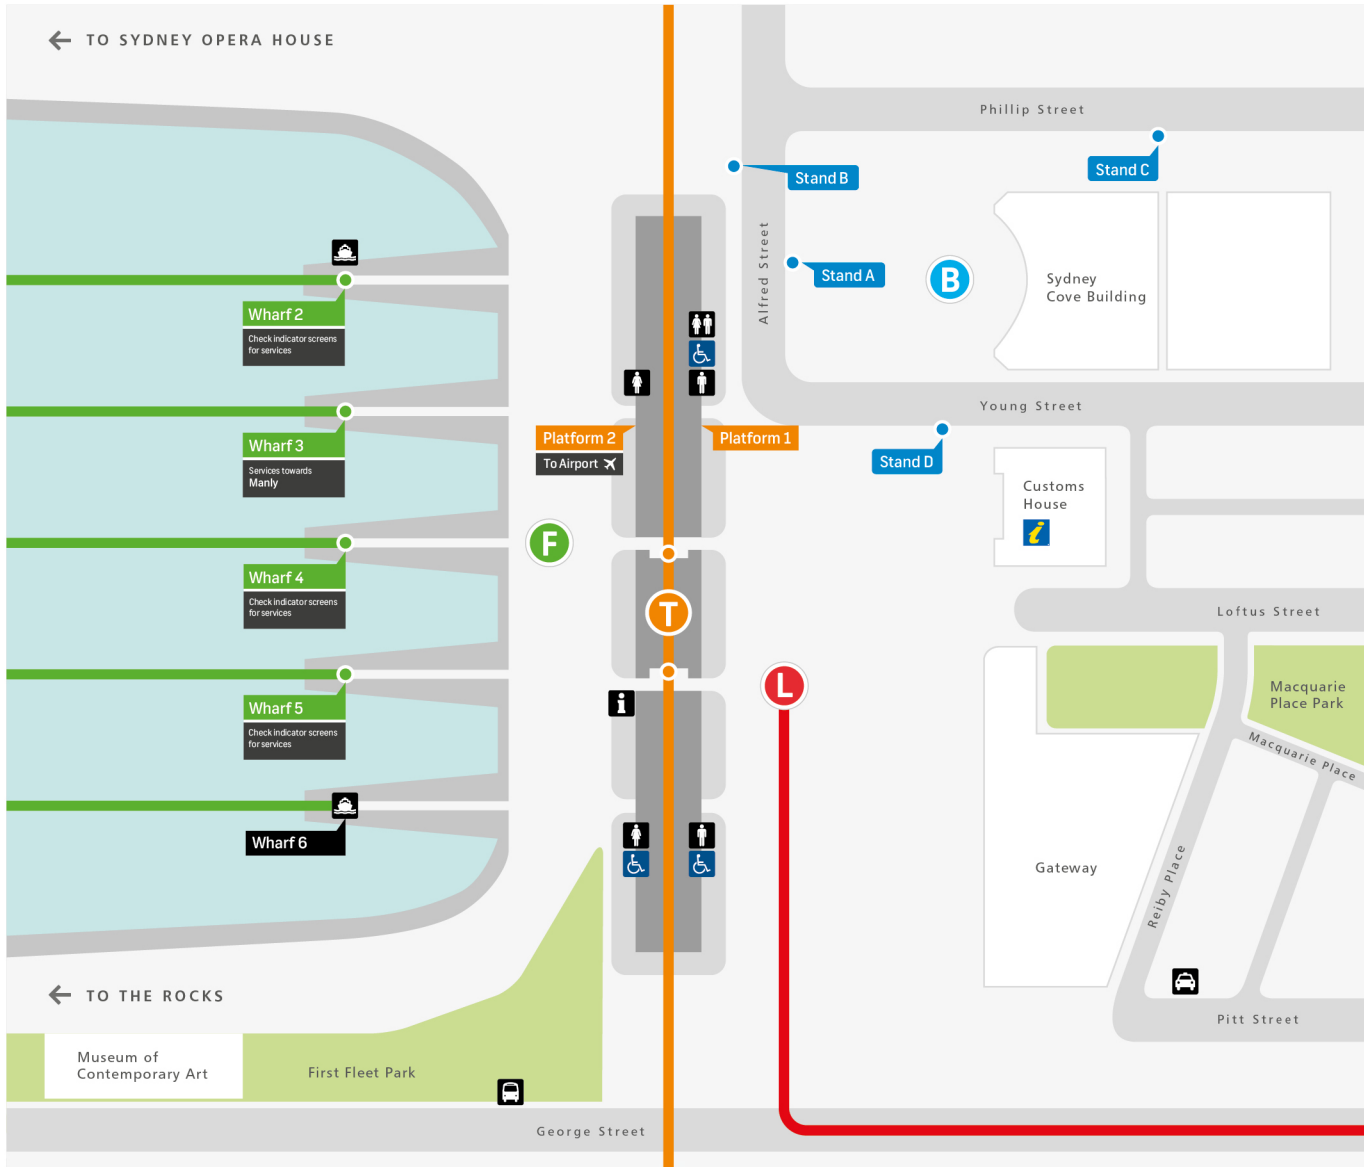 TO SYDNEY OPERA HOUSE
Phillip Street
Stand B
Stand C
Alfred Street
Stand A
B
Sydney
Cove Building
Wharf 2
Check indicator screens
for services
Young Street
Wharf 3
Services towards
Manly
Platform 2
To Airport
Platform 1
Stand D
Customs
House
i
F
Wharf 4
Check indicator screens
for services
T
Loftus Street
L
Macquarie
Place Park
i
Wharf 5
Check indicator screens
for services
Macquarie Place
Wharf 6
Gateway
Reiby Place
TO THE ROCKS
Pitt Street
Museum of
Contemporary Art
First Fleet Park
George Street